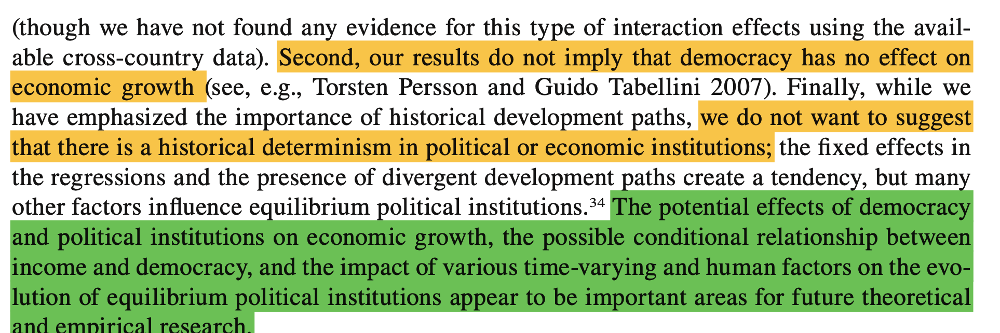 (though we have not found any evidence for this type of interaction effects using the avail-
able cross-country data). Second, our results do not imply that democracy has no effect on
economic growth (see, e.g., Torsten Persson and Guido Tabellini 2007). Finally, while we
have emphasized the importance of historical development paths, we do not want to suggest
that there is a historical determinism in political or economic institutions; the fixed effects in
the regressions and the presence of divergent development paths create a tendency, but many
other factors influence equilibrium political institutions.³⁴ The potential effects of democracy
and political institutions on economic growth, the possible conditional relationship between
income and democracy, and the impact of various time-varying and human factors on the evo-
lution of equilibrium political institutions appear to be important areas for future theoretical
and empirical research.